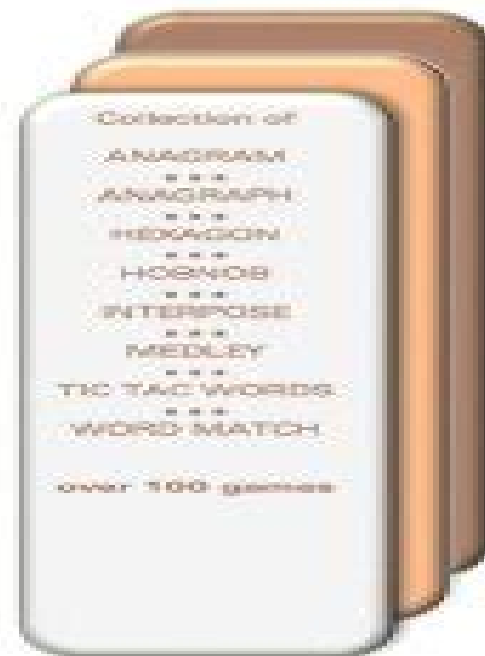 Collection of
ANAGRAM
* * *
ANAGRAPH
* * *
HEXAGON
* * *
HOBNOB
* * *
INTERPOSE
* * *
MEDLEY
* * *
TIC TAC WORDS
* * *
WORD MATCH
over 100 games